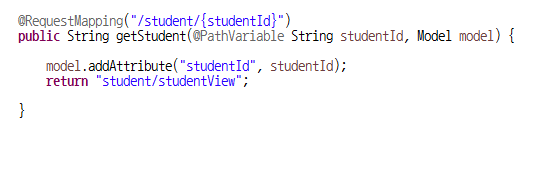 @RequestMapping("/student/{studentId}")
public String getStudent(@PathVariable String studentId, Model model) {
model.addAttribute("studentId", studentId);
return "student/studentView";
}